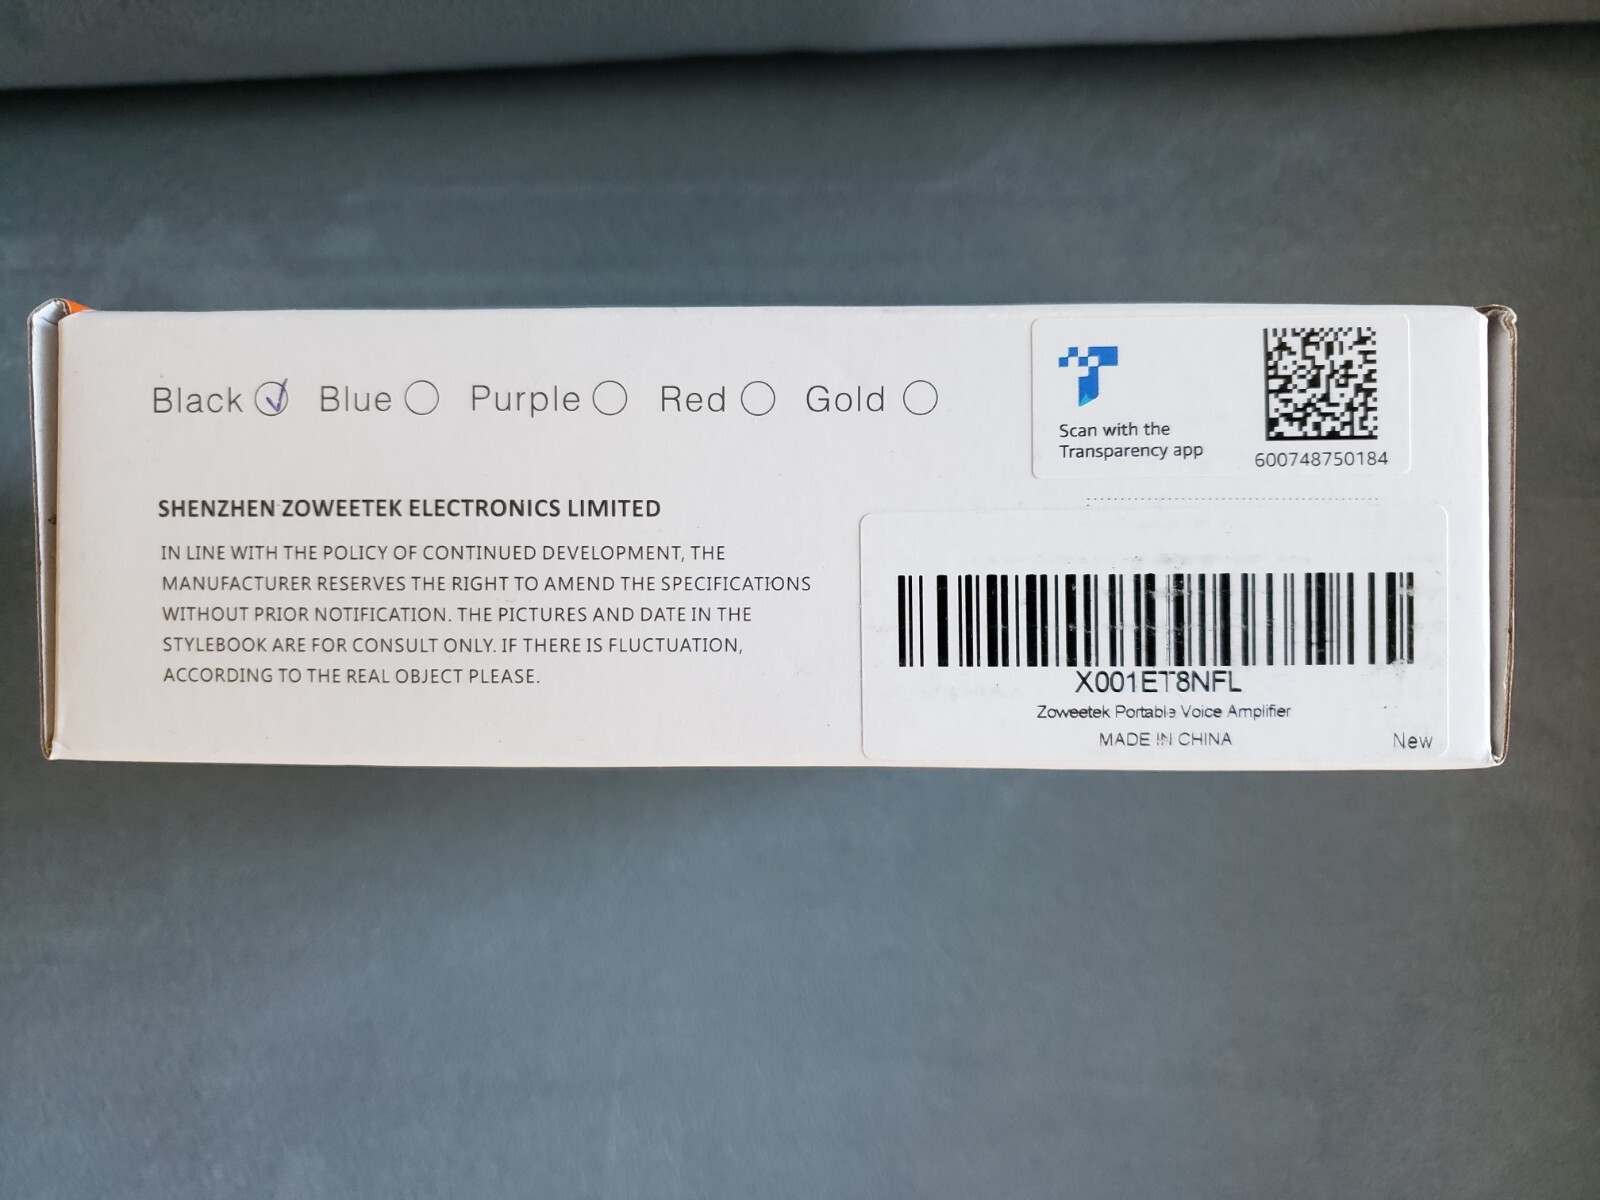 Black Blue Purple Red Gold
Scan with the
Transparency app
600748750184
SHENZHEN ZOWEETEK ELECTRONICS LIMITED
IN LINE WITH THE POLICY OF CONTINUED DEVELOPMENT, THE
MANUFACTURER RESERVES THE RIGHT TO AMEND THE SPECIFICATIONS
WITHOUT PRIOR NOTIFICATION. THE PICTURES AND DATE IN THE
STYLEBOOK ARE FOR CONSULT ONLY. IF THERE IS FLUCTUATION,
ACCORDING TO THE REAL OBJECT PLEASE.
X001ET8NFL
Zoweetek Portable Voice Amplifier
MADE IN CHINA
New